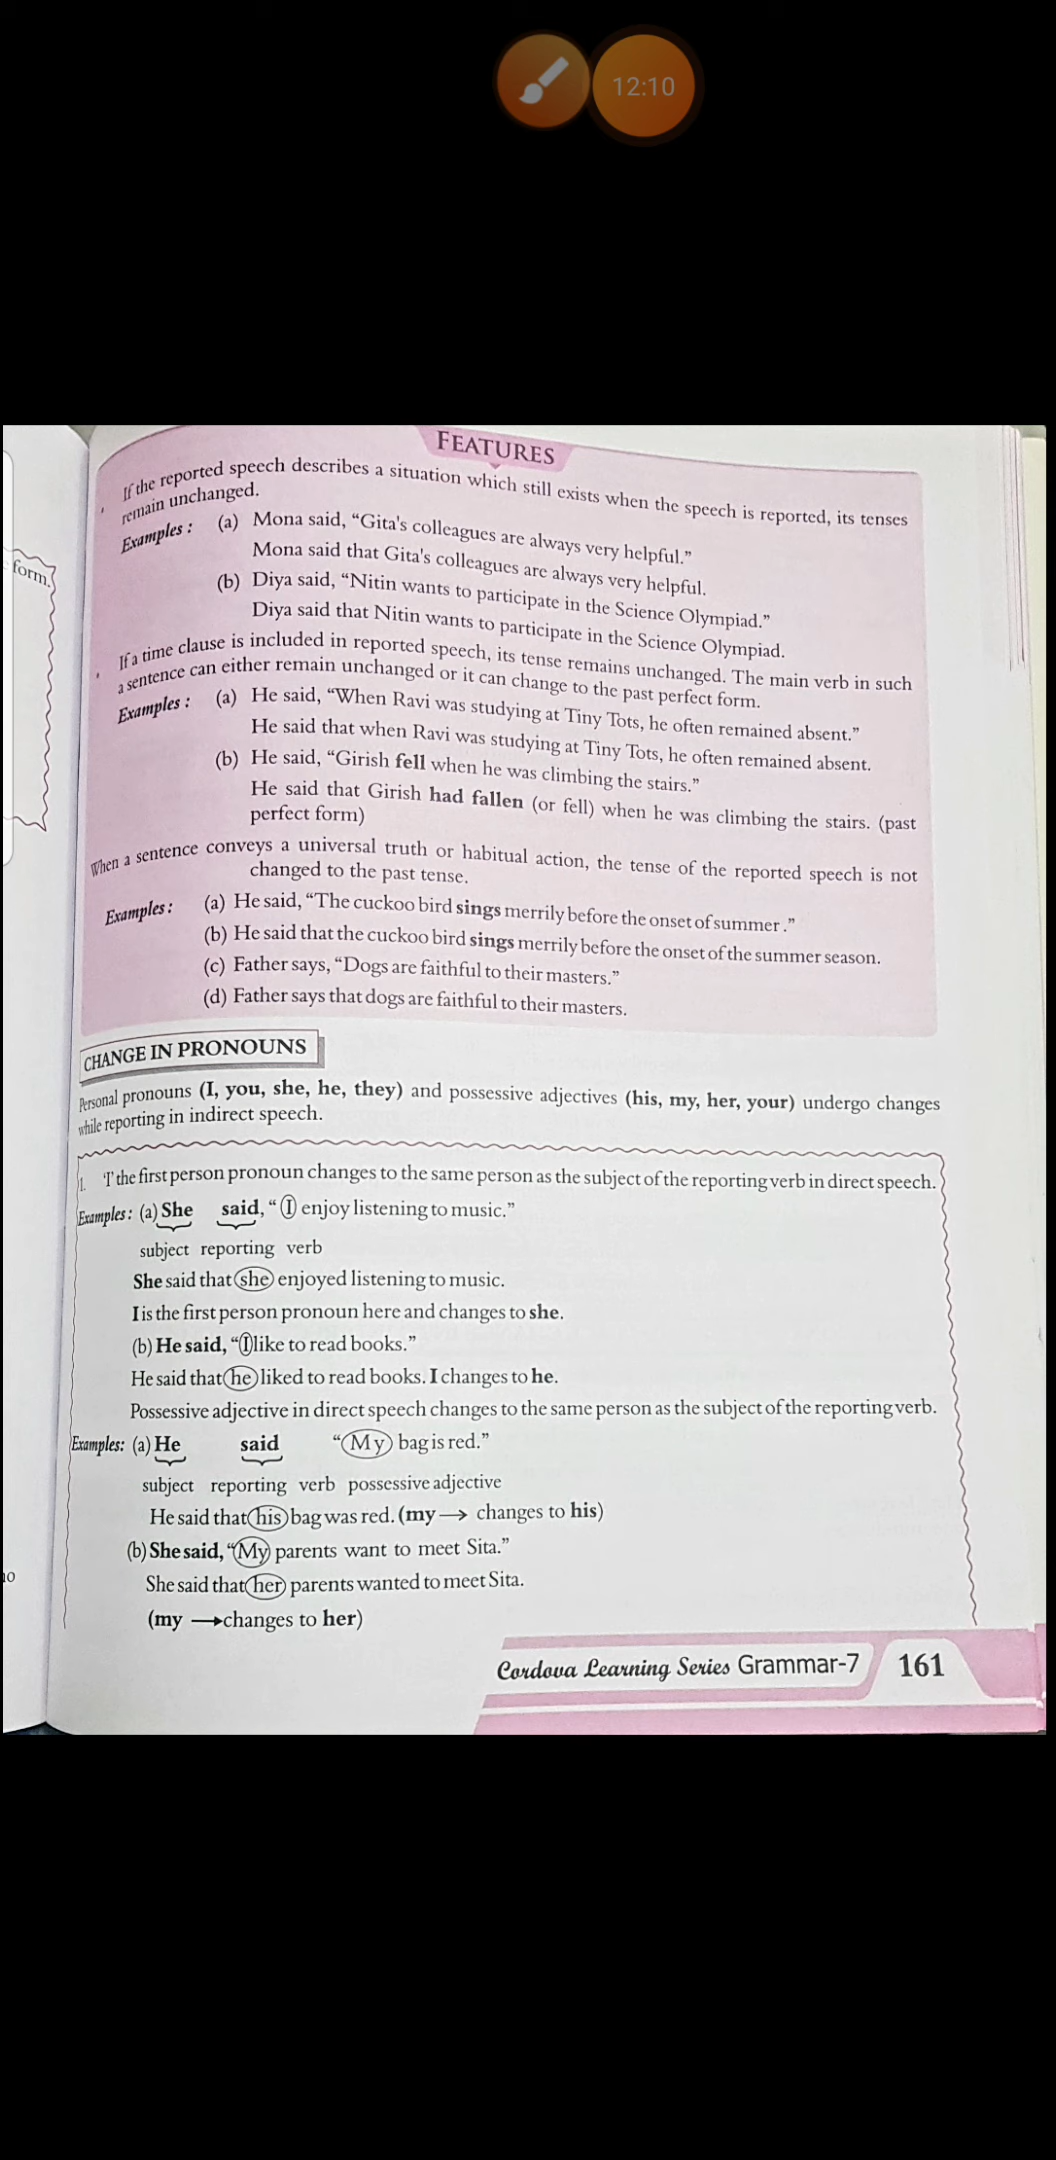 12:10
FEATURES
If the reported speech describes a situation which still exists when the speech is reported, its tenses
remain unchanged.
Examples : (a) Mona said, “Gita's colleagues are always very helpful.”
Mona said that Gita's colleagues are always very helpful.
(b) Diya said, “Nitin wants to participate in the Science Olympiad.”
Diya said that Nitin wants to participate in the Science Olympiad.
If a time clause is included in reported speech, its tense remains unchanged. The main verb in such
a sentence can either remain unchanged or it can change to the past perfect form.
Examples : (a) He said, “When Ravi was studying at Tiny Tots, he often remained absent.”
He said that when Ravi was studying at Tiny Tots, he often remained absent.
(b) He said, “Girish fell when he was climbing the stairs.”
He said that Girish had fallen (or fell) when he was climbing the stairs. (past
perfect form)
When a sentence conveys a universal truth or habitual action, the tense of the reported speech is not
changed to the past tense.
Examples : (a) He said, “The cuckoo bird sings merrily before the onset of summer .”
(b) He said that the cuckoo bird sings merrily before the onset of the summer season.
(c) Father says, “Dogs are faithful to their masters.”
(d) Father says that dogs are faithful to their masters.
form.
CHANGE IN PRONOUNS
Personal pronouns (I, you, she, he, they) and possessive adjectives (his, my, her, your) undergo changes
while reporting in indirect speech.
1. 'I' the first person pronoun changes to the same person as the subject of the reporting verb in direct speech.
Examples : (a) She said, “ I enjoy listening to music.”
subject reporting verb
She said that she enjoyed listening to music.
I is the first person pronoun here and changes to she.
(b) He said, “I like to read books.”
He said that he liked to read books. I changes to he.
Possessive adjective in direct speech changes to the same person as the subject of the reporting verb.
Examples: (a) He said “My bag is red.”
subject reporting verb possessive adjective
He said that his bag was red. (my → changes to his)
(b) She said, “My parents want to meet Sita.”
She said that her parents wanted to meet Sita.
(my → changes to her)
Cordova Learning Series Grammar-7 161